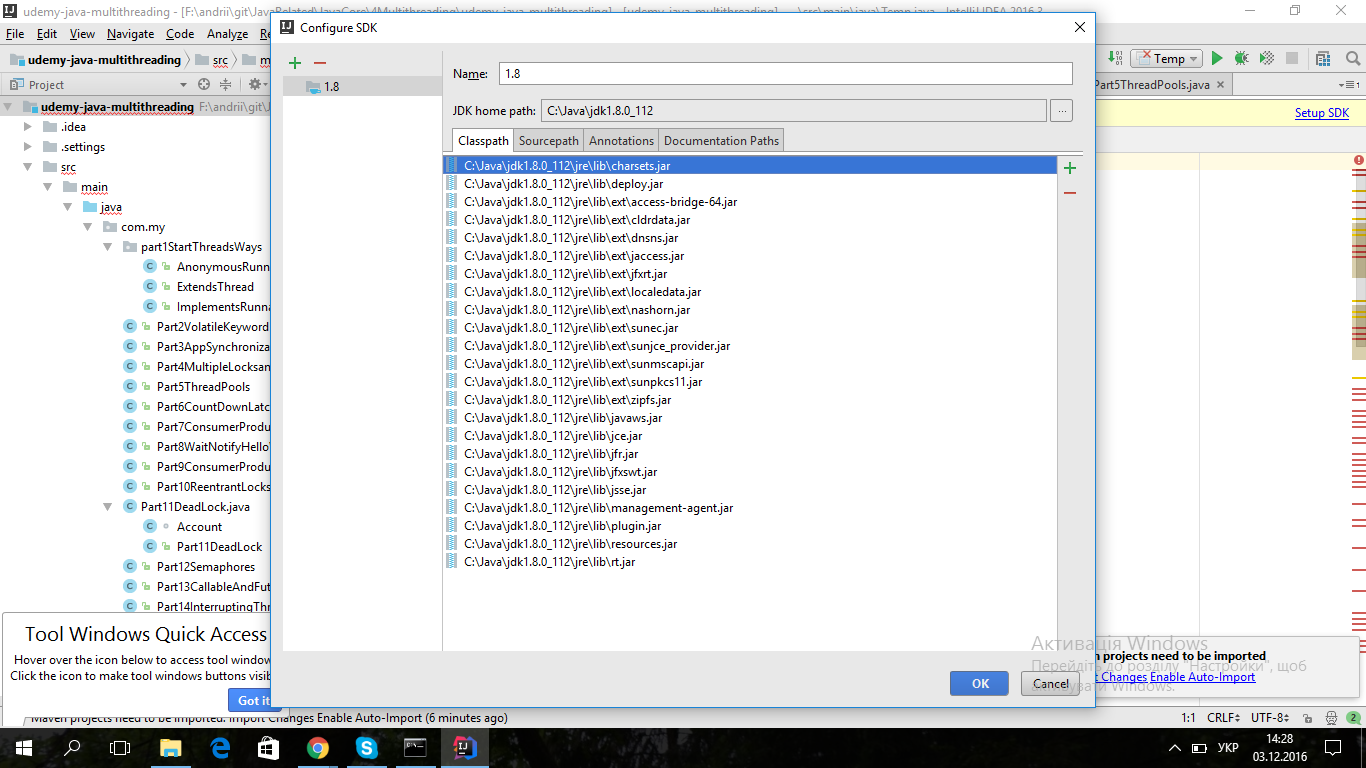 udemy-java-multithreading - [F:\andrii\git\JavaRelated\JavaCore\4Multithreading\udemy-java-multithreading] - [udemy-java-multithreading] - ...\src\main\java\Temp.java - IntelliJ IDEA 2016.3
Configure SDK
File Edit View Navigate Code Analyze Re
udemy-java-multithreading src m
Temp
Project
Part5ThreadPools.java
1
Setup SDK
udemy-java-multithreading F:\andrii\git\J
.idea
.settings
src
main
java
com.my
part1StartThreadsWays
AnonymousRunn
ExtendsThread
ImplementsRunna
Part2VolatileKeyword
Part3AppSynchroniza
Part4MultipleLocksan
Part5ThreadPools
Part6CountDownLatc
Part7ConsumerProdu
Part8WaitNotifyHello
Part9ConsumerProdu
Part10ReentrantLocks
Part11DeadLock.java
Account
Part11DeadLock
Part12Semaphores
Part13CallableAndFut
Part14InterruptingThr
1.8
Name: 1.8
JDK home path: C:\Java\jdk1.8.0_112 ...
Classpath Sourcepath Annotations Documentation Paths
C:\Java\jdk1.8.0_112\jre\lib\charsets.jar
C:\Java\jdk1.8.0_112\jre\lib\deploy.jar
C:\Java\jdk1.8.0_112\jre\lib\ext\access-bridge-64.jar
C:\Java\jdk1.8.0_112\jre\lib\ext\cldrdata.jar
C:\Java\jdk1.8.0_112\jre\lib\ext\dnsns.jar
C:\Java\jdk1.8.0_112\jre\lib\ext\jaccess.jar
C:\Java\jdk1.8.0_112\jre\lib\ext\jfxrt.jar
C:\Java\jdk1.8.0_112\jre\lib\ext\localedata.jar
C:\Java\jdk1.8.0_112\jre\lib\ext\nashorn.jar
C:\Java\jdk1.8.0_112\jre\lib\ext\sunec.jar
C:\Java\jdk1.8.0_112\jre\lib\ext\sunjce_provider.jar
C:\Java\jdk1.8.0_112\jre\lib\ext\sunmscapi.jar
C:\Java\jdk1.8.0_112\jre\lib\ext\sunpkcs11.jar
C:\Java\jdk1.8.0_112\jre\lib\ext\zipfs.jar
C:\Java\jdk1.8.0_112\jre\lib\javaws.jar
C:\Java\jdk1.8.0_112\jre\lib\jce.jar
C:\Java\jdk1.8.0_112\jre\lib\jfr.jar
C:\Java\jdk1.8.0_112\jre\lib\jfxswt.jar
C:\Java\jdk1.8.0_112\jre\lib\jsse.jar
C:\Java\jdk1.8.0_112\jre\lib\management-agent.jar
C:\Java\jdk1.8.0_112\jre\lib\plugin.jar
C:\Java\jdk1.8.0_112\jre\lib\resources.jar
C:\Java\jdk1.8.0_112\jre\lib\rt.jar
OK Cancel
Tool Windows Quick Access
Hover over the icon below to access tool window
Click the icon to make tool windows buttons visib
Got it
Активація Windows
Перейдіть до розділу "Настройки", щоб
активувати Windows.
n projects need to be imported
t Changes Enable Auto-Import
Maven projects need to be imported: Import Changes Enable Auto-Import (6 minutes ago)
1:1 CRLF UTF-8 2
УКР
14:28
03.12.2016